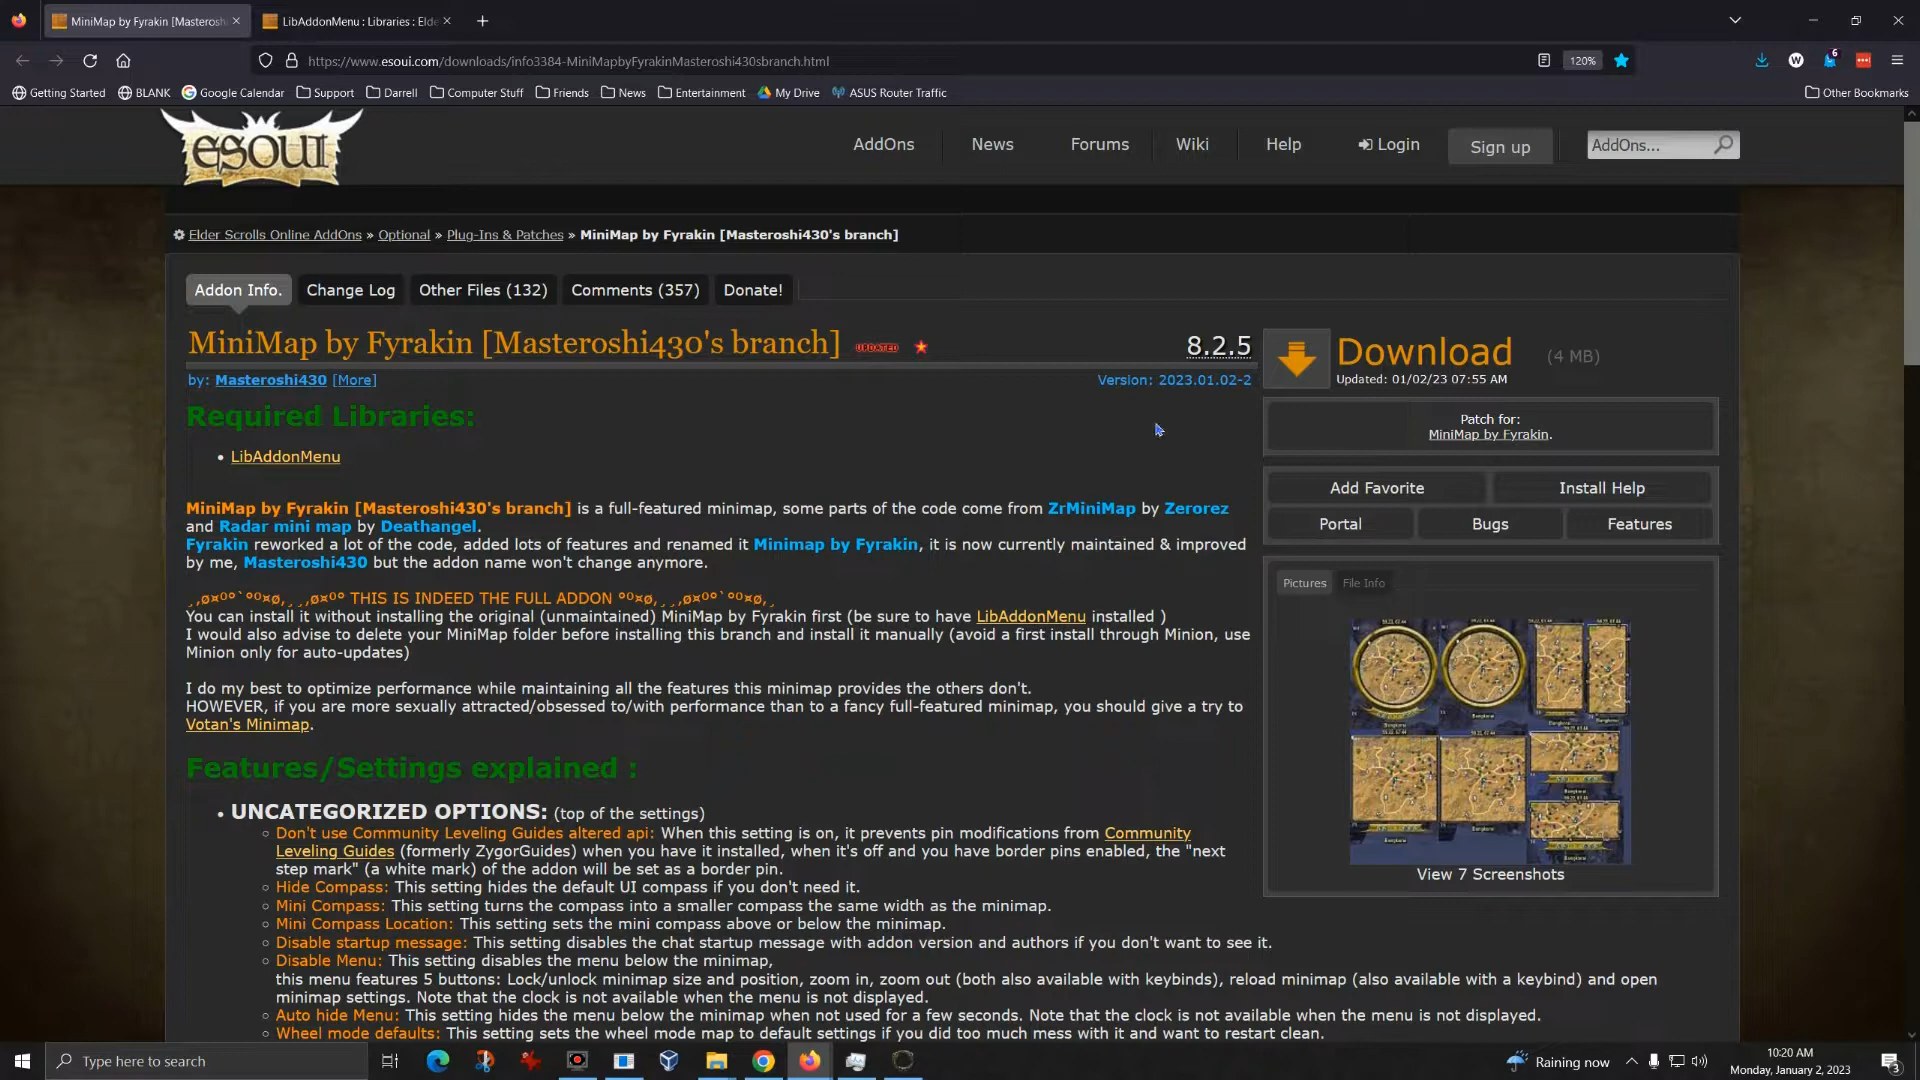 MiniMap by Fyrakin [Masterosh
LibAddonMenu : Libraries : Elde
https://www.esoui.com/downloads/info3384-MiniMapbyFyrakinMasteroshi430sbranch.html
120%
W
6
Getting Started
BLANK
Google Calendar
Support
Darrell
Computer Stuff
Friends
News
Entertainment
My Drive
ASUS Router Traffic
Other Bookmarks
ESOUI
AddOns
News
Forums
Wiki
Help
Login
Sign up
AddOns...
Elder Scrolls Online AddOns » Optional » Plug-Ins & Patches » MiniMap by Fyrakin [Masteroshi430's branch]
Addon Info.
Change Log
Other Files (132)
Comments (357)
Donate!
MiniMap by Fyrakin [Masteroshi430's branch]
UPDATED
8.2.5
Download
(4 MB)
Updated: 01/02/23 07:55 AM
by: Masteroshi430 [More]
Version: 2023.01.02-2
Required Libraries:
• LibAddonMenu
Patch for:
MiniMap by Fyrakin.
Add Favorite
Install Help
Portal
Bugs
Features
MiniMap by Fyrakin [Masteroshi430's branch] is a full-featured minimap, some parts of the code come from ZrMiniMap by Zerorez
and Radar mini map by Deathangel.
Fyrakin reworked a lot of the code, added lots of features and renamed it Minimap by Fyrakin, it is now currently maintained & improved
by me, Masteroshi430 but the addon name won't change anymore.
¸,ø¤º°`°º¤ø,¸¸,ø¤º° THIS IS INDEED THE FULL ADDON °º¤ø,¸¸,ø¤º°`°º¤ø,¸
You can install it without installing the original (unmaintained) MiniMap by Fyrakin first (be sure to have LibAddonMenu installed )
I would also advise to delete your MiniMap folder before installing this branch and install it manually (avoid a first install through Minion, use
Minion only for auto-updates)
I do my best to optimize performance while maintaining all the features this minimap provides the others don't.
HOWEVER, if you are more sexually attracted/obsessed to/with performance than to a fancy full-featured minimap, you should give a try to
Votan's Minimap.
Pictures
File Info
View 7 Screenshots
Features/Settings explained :
• UNCATEGORIZED OPTIONS: (top of the settings)
○ Don't use Community Leveling Guides altered api: When this setting is on, it prevents pin modifications from Community
Leveling Guides (formerly ZygorGuides) when you have it installed, when it's off and you have border pins enabled, the "next
step mark" (a white mark) of the addon will be set as a border pin.
○ Hide Compass: This setting hides the default UI compass if you don't need it.
○ Mini Compass: This setting turns the compass into a smaller compass the same width as the minimap.
○ Mini Compass Location: This setting sets the mini compass above or below the minimap.
○ Disable startup message: This setting disables the chat startup message with addon version and authors if you don't want to see it.
○ Disable Menu: This setting disables the menu below the minimap,
this menu features 5 buttons: Lock/unlock minimap size and position, zoom in, zoom out (both also available with keybinds), reload minimap (also available with a keybind) and open
minimap settings. Note that the clock is not available when the menu is not displayed.
○ Auto hide Menu: This setting hides the menu below the minimap when not used for a few seconds. Note that the clock is not available when the menu is not displayed.
○ Wheel mode defaults: This setting sets the wheel mode map to default settings if you did too much mess with it and want to restart clean.
Type here to search
Raining now
10:20 AM
Monday, January 2, 2023
3